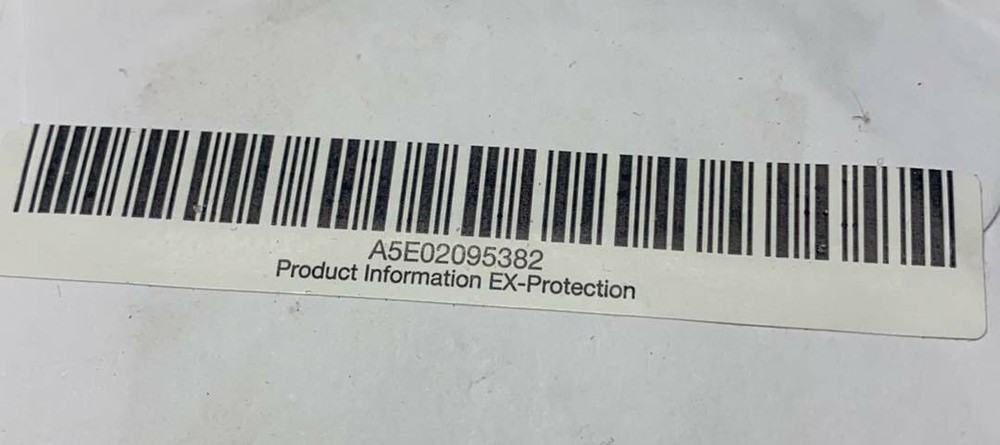 A5E02095382
Product Information EX-Protection